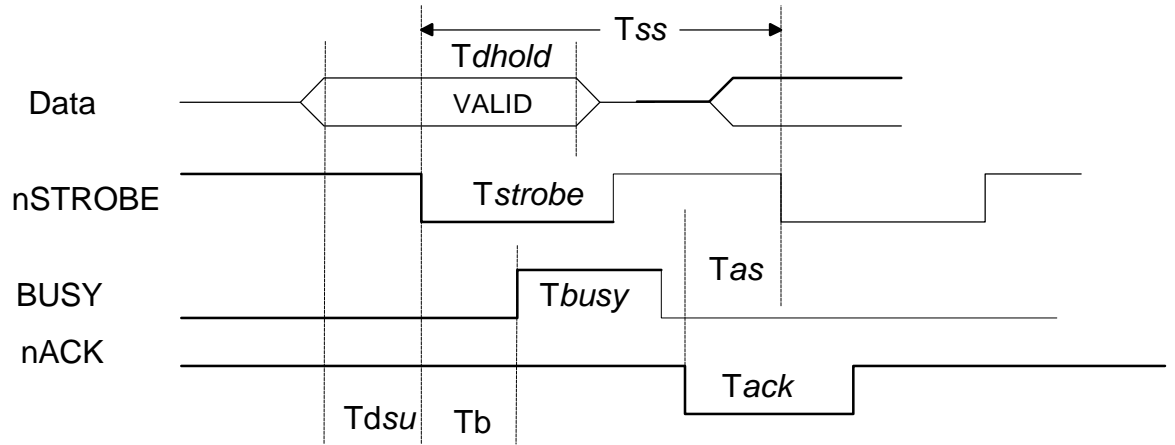 Tss
Tdhold
Data
VALID
nSTROBE
Tstrobe
Tas
BUSY
Tbusy
nACK
Tack
Tdsu
Tb